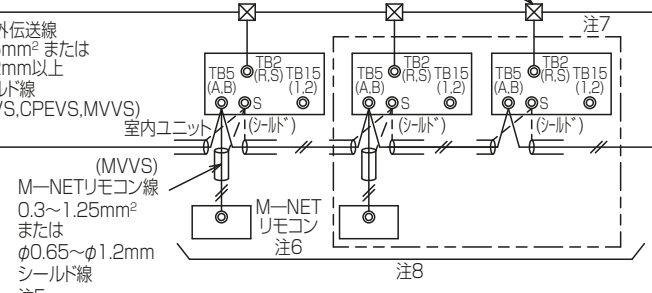 外伝送線
mm² または
mm以上
ルド線
S,CPEVS,MVVS)
注7
TB2
(R,S)
TB5
(A,B)
TB15
(1,2)
S
TB2
(R,S)
TB5
(A,B)
TB15
(1,2)
S
TB2
(R,S)
TB5
(A,B)
TB15
(1,2)
S
室内ユニット
(シールド)
(シールド)
(シールド)
(MVVS)
M―NETリモコン線
0.3～1.25mm²
または
φ0.65～φ1.2mm
シールド線
M―NET
リモコン
注6
注8